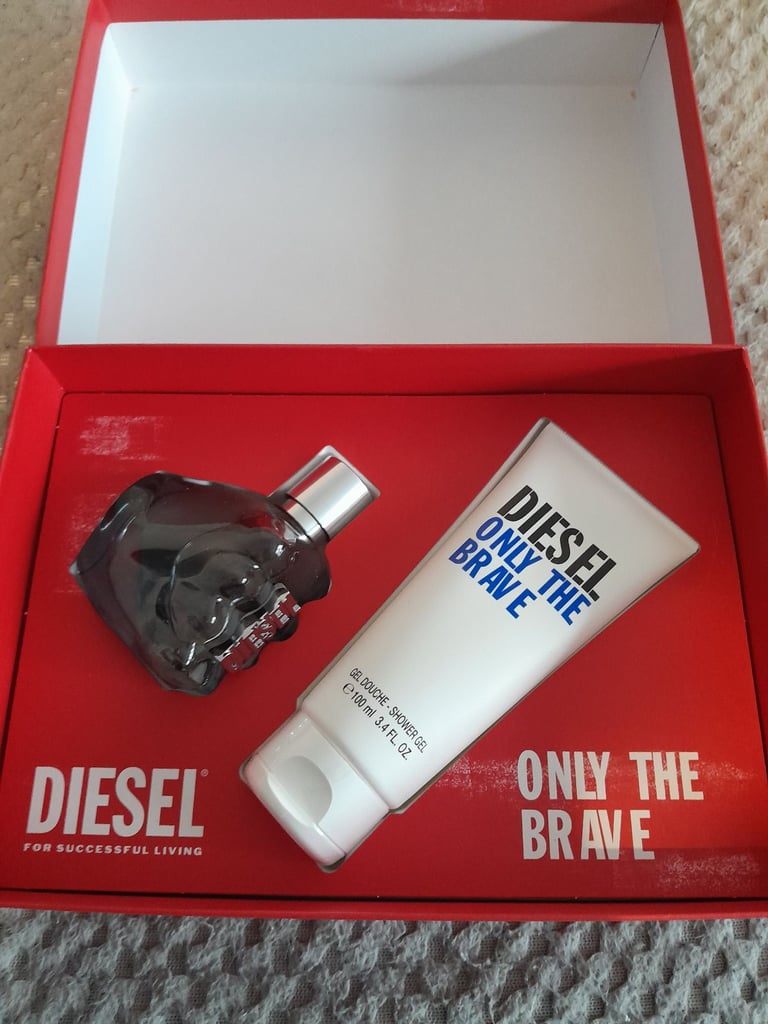 DIESEL
ONLY THE
BRAVE
GEL DOUCHE - SHOWER GEL
℮100 ml 3.4 FL. OZ.
DIESEL®
FOR SUCCESSFUL LIVING
ONLY THE
BRAVE